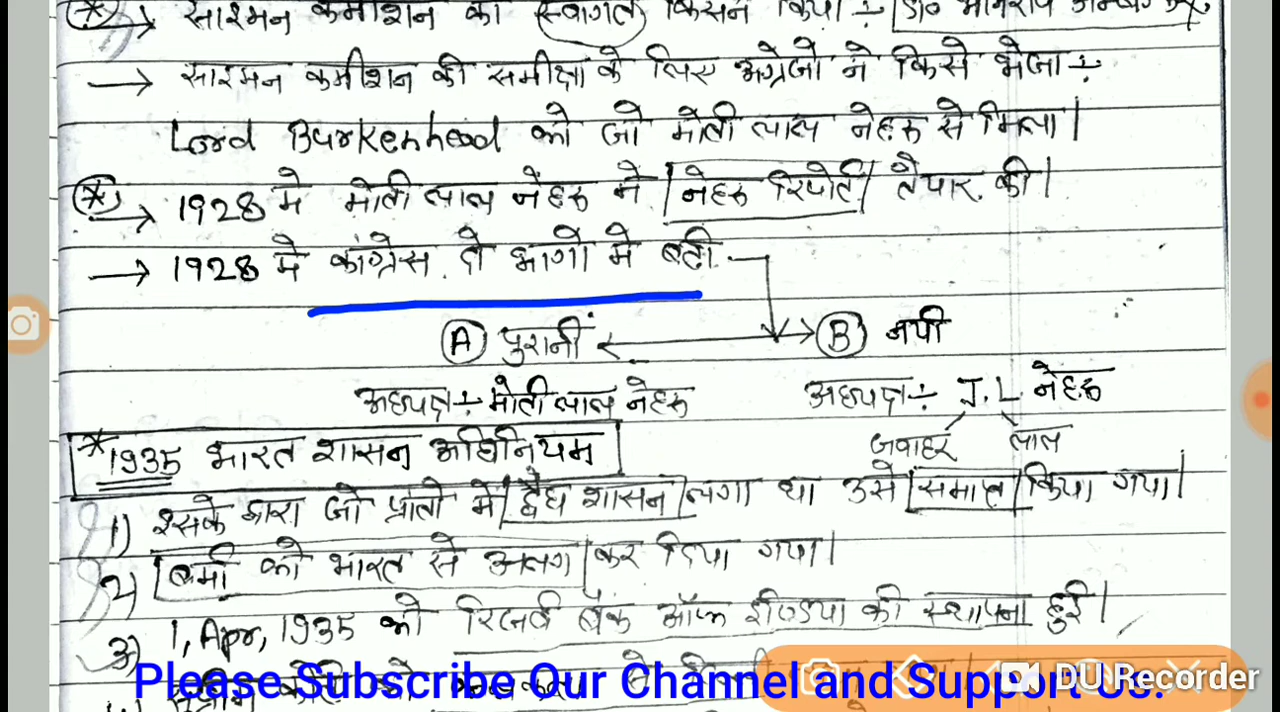 * → साइमन कमीशन का स्वागत किसने किया ÷ डॉ० भीमराव अम्बेडकर
→ साइमन कमीशन की समीक्षा के लिए अंग्रेजो ने किसे भेजा ÷
Lord Burkenhead को जो मोती लाल नेहरू से मिला|
* → 1928 मे मोती लाल नेहरू ने नेहरू रिपोर्ट तैयार की|
→ 1928 मे कांग्रेस दो भागो मे बटी
A पुरानी B नयी
अध्यक्ष ÷ मोती लाल नेहरू अध्यक्ष ÷ J. L नेहरू
जवाहर लाल
* 1935 भारत शासन अधिनियम
1) इसके द्वारा जो प्रांतो मे द्वैध शासन लगा था उसे समाप्त किया गया|
2) बर्मा को भारत से अलग कर दिया गया|
3) 1, Apr, 1935 को रिजर्व बैंक ऑफ इण्डिया की स्थापना हुई|
Please Subscribe Our Channel and Support Us.
DU Recorder